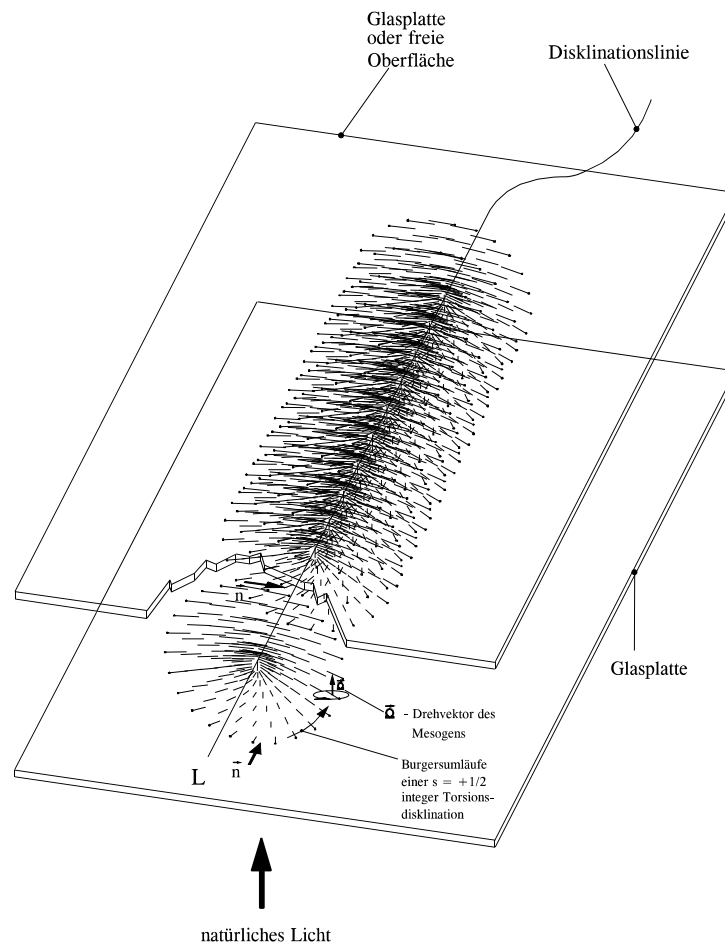 Glasplatte
oder freie
Oberfläche
Disklinationslinie
n
Glasplatte
Ω
Ω - Drehvektor des
Mesogens
L
n
Burgersumläufe
einer s = +1/2
integer Torsions-
disklination
natürliches Licht